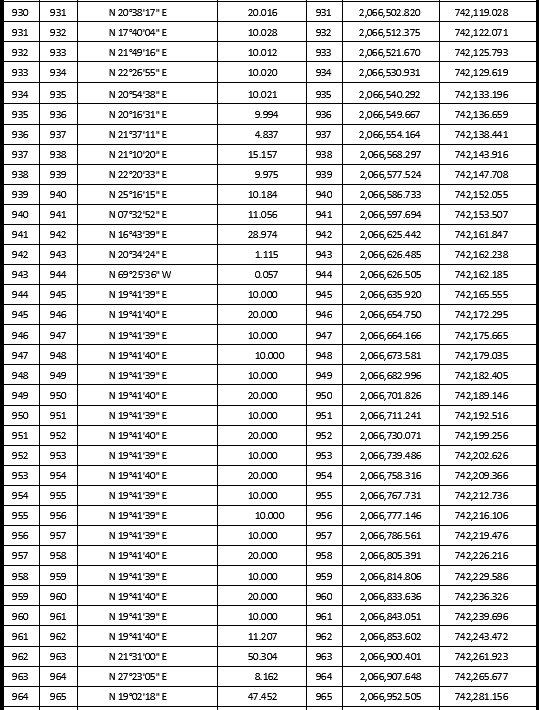 930 931 N 20°38'17" E 20.016 931 2,066,502.820 742,119.028
931 932 N 17°40'04" E 10.028 932 2,066,512.375 742,122.071
932 933 N 21°49'16" E 10.012 933 2,066,521.670 742,125.793
933 934 N 22°26'55" E 10.020 934 2,066,530.931 742,129.619
934 935 N 20°54'38" E 10.021 935 2,066,540.292 742,133.196
935 936 N 20°16'31" E 9.994 936 2,066,549.667 742,136.659
936 937 N 21°37'11" E 4.837 937 2,066,554.164 742,138.441
937 938 N 21°10'20" E 15.157 938 2,066,568.297 742,143.916
938 939 N 22°20'33" E 9.975 939 2,066,577.524 742,147.708
939 940 N 25°16'15" E 10.184 940 2,066,586.733 742,152.055
940 941 N 07°32'52" E 11.056 941 2,066,597.694 742,153.507
941 942 N 16°43'39" E 28.974 942 2,066,625.442 742,161.847
942 943 N 20°34'24" E 1.115 943 2,066,626.485 742,162.238
943 944 N 69°25'36" W 0.057 944 2,066,626.505 742,162.185
944 945 N 19°41'39" E 10.000 945 2,066,635.920 742,165.555
945 946 N 19°41'40" E 20.000 946 2,066,654.750 742,172.295
946 947 N 19°41'39" E 10.000 947 2,066,664.166 742,175.665
947 948 N 19°41'40" E 10.000 948 2,066,673.581 742,179.035
948 949 N 19°41'39" E 10.000 949 2,066,682.996 742,182.405
949 950 N 19°41'40" E 20.000 950 2,066,701.826 742,189.146
950 951 N 19°41'39" E 10.000 951 2,066,711.241 742,192.516
951 952 N 19°41'40" E 20.000 952 2,066,730.071 742,199.256
952 953 N 19°41'39" E 10.000 953 2,066,739.486 742,202.626
953 954 N 19°41'40" E 20.000 954 2,066,758.316 742,209.366
954 955 N 19°41'39" E 10.000 955 2,066,767.731 742,212.736
955 956 N 19°41'39" E 10.000 956 2,066,777.146 742,216.106
956 957 N 19°41'39" E 10.000 957 2,066,786.561 742,219.476
957 958 N 19°41'40" E 20.000 958 2,066,805.391 742,226.216
958 959 N 19°41'39" E 10.000 959 2,066,814.806 742,229.586
959 960 N 19°41'40" E 20.000 960 2,066,833.636 742,236.326
960 961 N 19°41'39" E 10.000 961 2,066,843.051 742,239.696
961 962 N 19°41'40" E 11.207 962 2,066,853.602 742,243.472
962 963 N 21°31'00" E 50.304 963 2,066,900.401 742,261.923
963 964 N 27°23'05" E 8.162 964 2,066,907.648 742,265.677
964 965 N 19°02'18" E 47.452 965 2,066,952.505 742,281.156